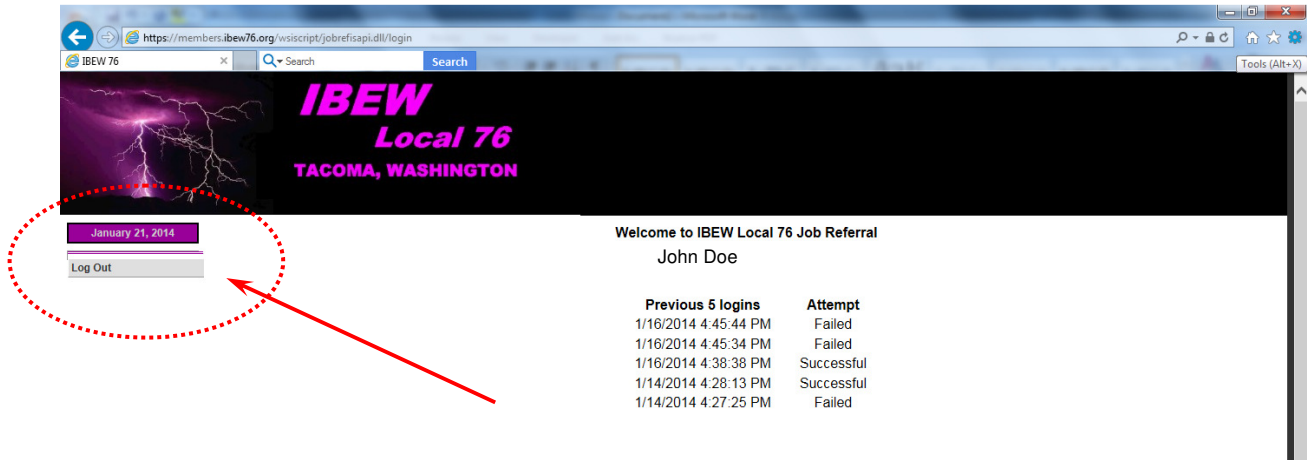 https://members.ibew76.org/wsiscript/jobrefisapi.dll/login
IBEW 76
Search
Search
Tools (Alt+X)
IBEW
Local 76
TACOMA, WASHINGTON
January 21, 2014
Log Out
Welcome to IBEW Local 76 Job Referral
John Doe
Previous 5 logins Attempt
1/16/2014 4:45:44 PM Failed
1/16/2014 4:45:34 PM Failed
1/16/2014 4:38:38 PM Successful
1/14/2014 4:28:13 PM Successful
1/14/2014 4:27:25 PM Failed